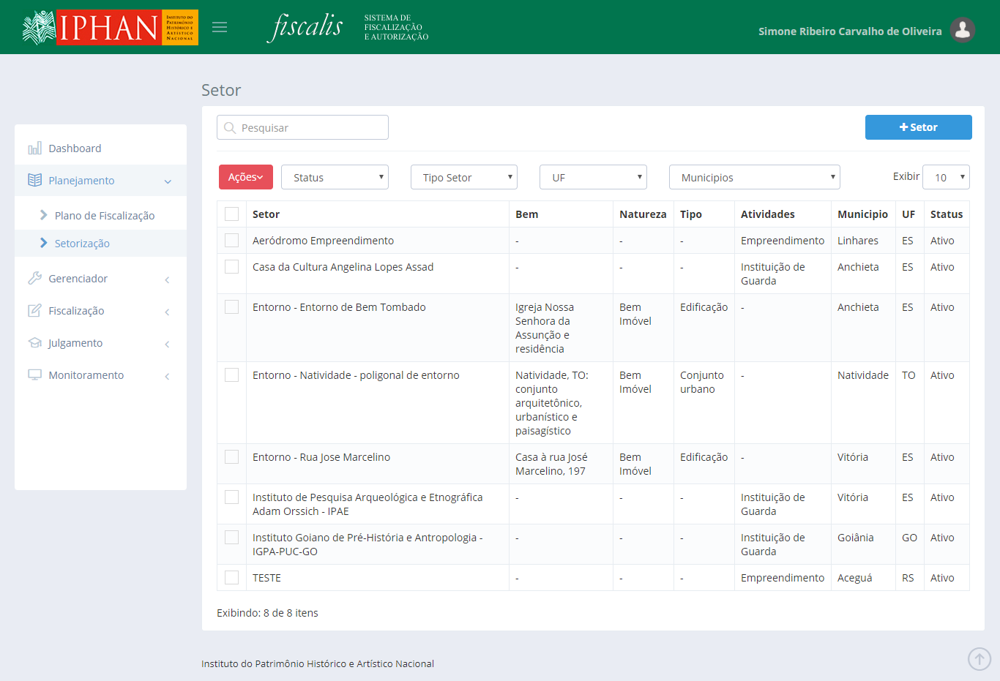 IPHAN
INSTITUTO DO
PATRIMÔNIO
HISTÓRICO E
ARTÍSTICO
NACIONAL
fiscalis
SISTEMA DE
FISCALIZAÇÃO
E AUTORIZAÇÃO
Simone Ribeiro Carvalho de Oliveira
Setor
Pesquisar
+ Setor
Dashboard
Planejamento
Plano de Fiscalização
Setorização
Gerenciador
Fiscalização
Julgamento
Monitoramento
Ações Status Tipo Setor UF Municipios Exibir 10
Setor Bem Natureza Tipo Atividades Municipio UF Status
Aeródromo Empreendimento - - - Empreendimento Linhares ES Ativo
Casa da Cultura Angelina Lopes Assad - - - Instituição de Anchieta ES Ativo
Guarda
Entorno - Entorno de Bem Tombado Igreja Nossa Bem Edificação - Anchieta ES Ativo
Senhora da Imóvel
Assunção e
residência
Entorno - Natividade - poligonal de entorno Natividade, TO: Bem Conjunto - Natividade TO Ativo
conjunto Imóvel urbano
arquitetônico,
urbanístico e
paisagístico
Entorno - Rua Jose Marcelino Casa à rua José Bem Edificação - Vitória ES Ativo
Marcelino, 197 Imóvel
Instituto de Pesquisa Arqueológica e Etnográfica - - - Instituição de Vitória ES Ativo
Adam Orssich - IPAE Guarda
Instituto Goiano de Pré-História e Antropologia - - - - Instituição de Goiânia GO Ativo
IGPA-PUC-GO Guarda
TESTE - - - Empreendimento Aceguá RS Ativo
Exibindo: 8 de 8 itens
Instituto do Patrimônio Histórico e Artístico Nacional